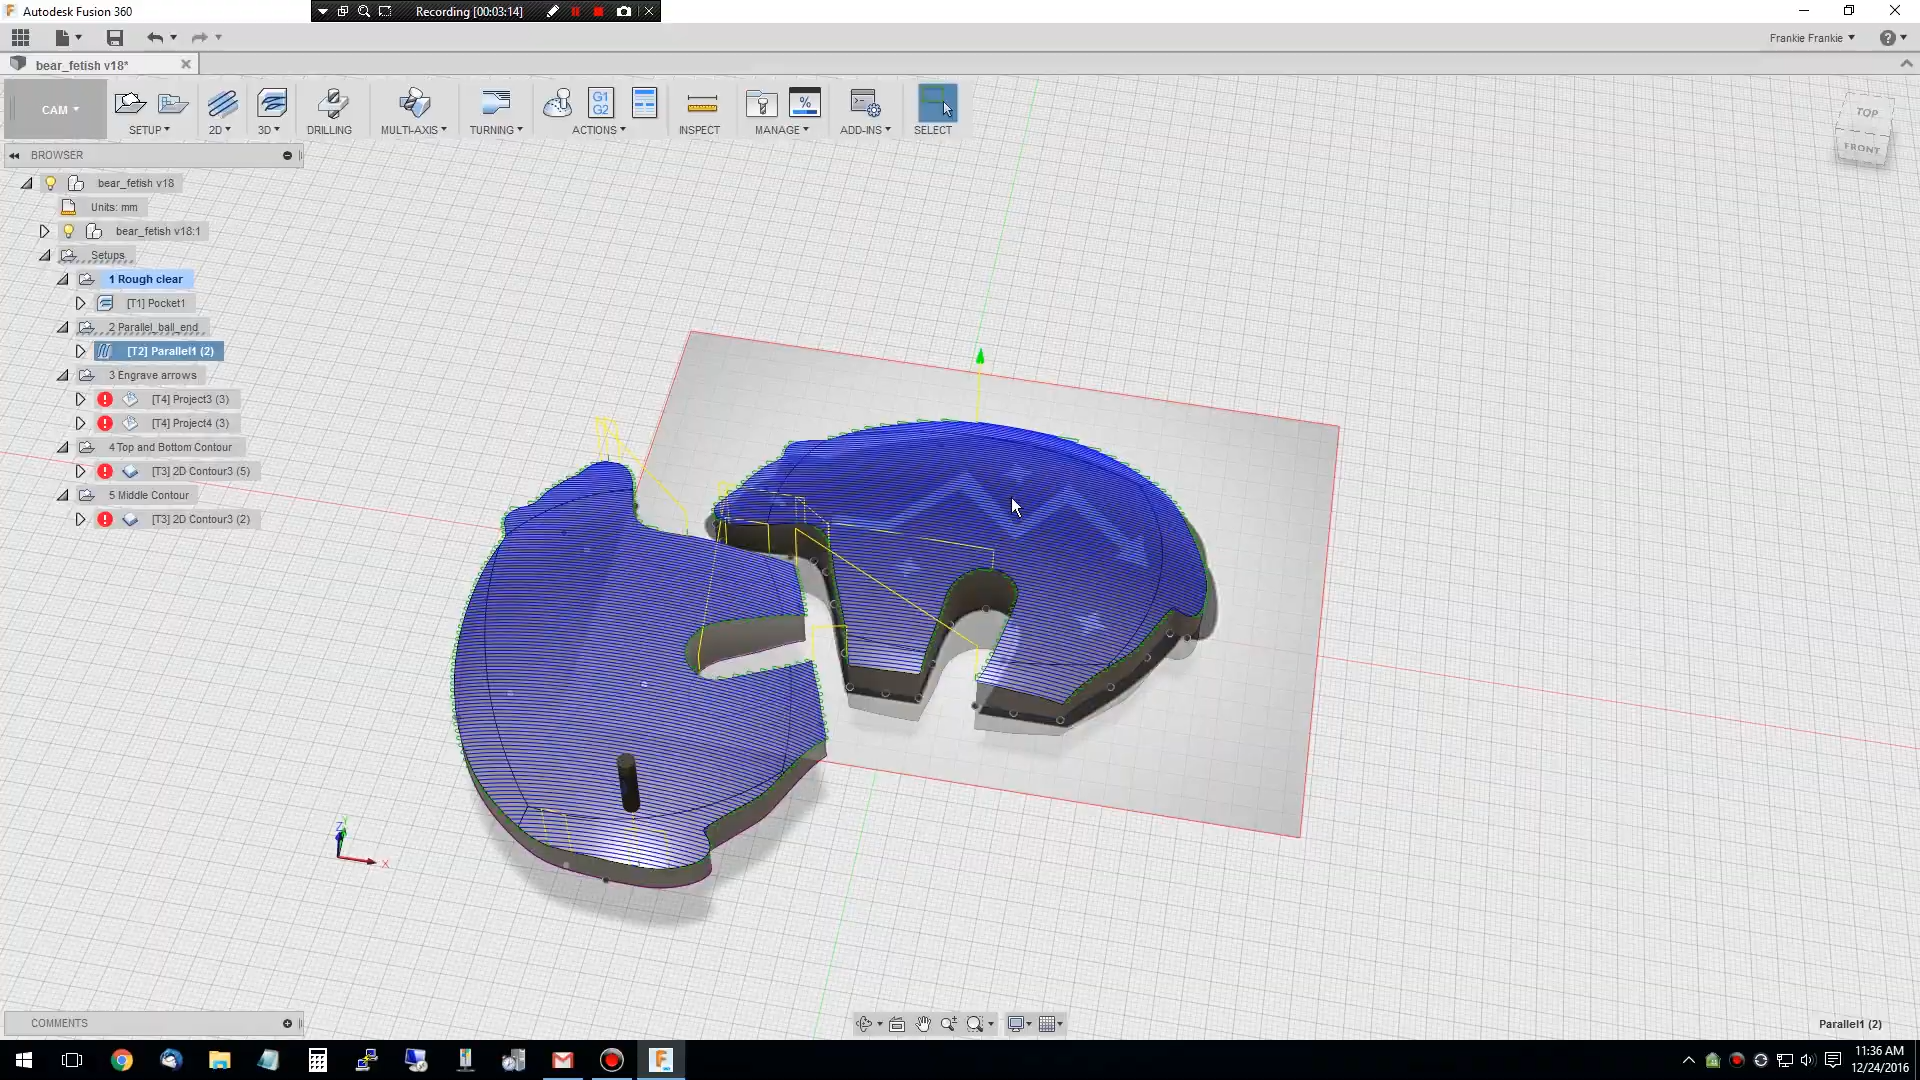 Autodesk Fusion 360
Recording [00:03:14]
Frankie Frankie
bear_fetish v18*
CAM
SETUP
2D
3D
DRILLING
MULTI-AXIS
TURNING
G1
G2
ACTIONS
INSPECT
%
MANAGE
ADD-INS
SELECT
TOP
FRONT
BROWSER
bear_fetish v18
Units: mm
bear_fetish v18:1
Setups
1 Rough clear
[T1] Pocket1
2 Parallel_ball_end
[T2] Parallel1 (2)
3 Engrave arrows
[T4] Project3 (3)
[T4] Project4 (3)
4 Top and Bottom Contour
[T3] 2D Contour3 (5)
5 Middle Contour
[T3] 2D Contour3 (2)
Z
Y
X
COMMENTS
Parallel1 (2)
11:36 AM
12/24/2016